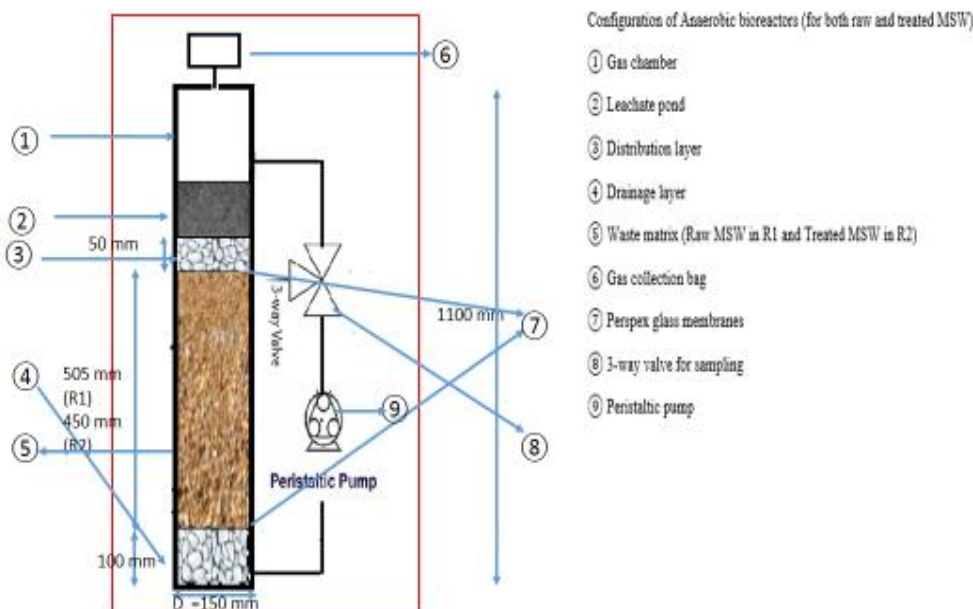 Configuration of Anaerobic bioreactors (for both raw and treated MSW)
① Gas chamber
② Leachate pond
③ Distribution layer
④ Drainage layer
⑤ Waste matrix (Raw MSW in R1 and Treated MSW in R2)
⑥ Gas collection bag
⑦ Perspex glass membranes
⑧ 3-way valve for sampling
⑨ Peristaltic pump
⑥
①
②
50 mm
③
3-way Valve
1100 mm
⑦
④
505 mm
(R1)
450 mm
(R2)
⑨
⑤
⑧
Peristaltic Pump
100 mm
D =150 mm